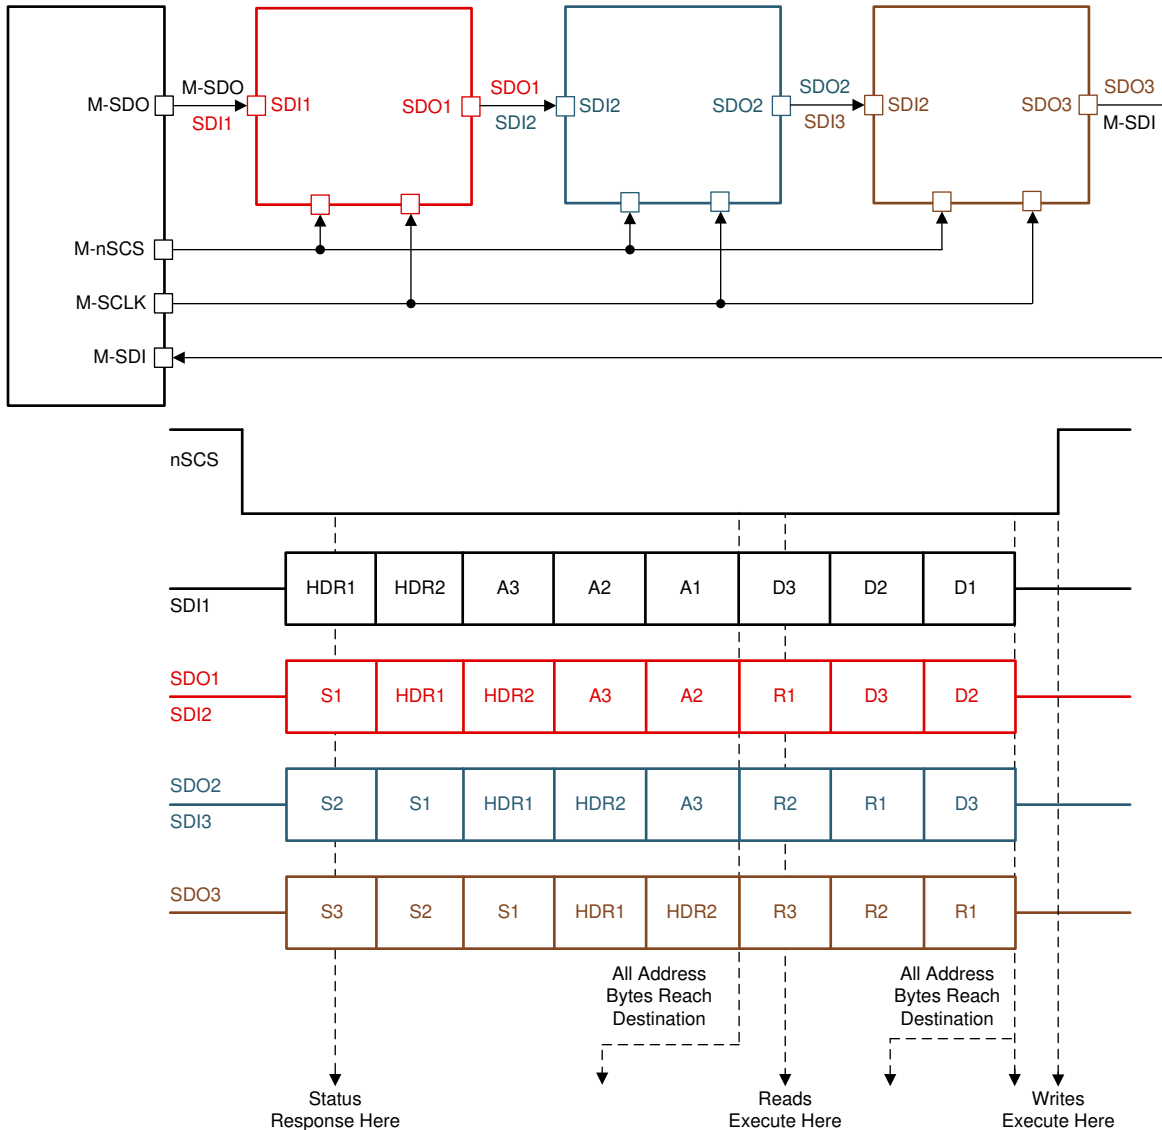 M-SDO
M-SDO
SDI1
SDI1
SDO1
SDO1
SDI2
SDI2
SDO2
SDO2
SDI3
SDI2
SDO3
SDO3
M-SDI
M-nSCS
M-SCLK
M-SDI
nSCS
SDI1
HDR1 HDR2 A3 A2 A1 D3 D2 D1
SDO1
SDI2
S1 HDR1 HDR2 A3 A2 R1 D3 D2
SDO2
SDI3
S2 S1 HDR1 HDR2 A3 R2 R1 D3
SDO3
S3 S2 S1 HDR1 HDR2 R3 R2 R1
All Address
Bytes Reach
Destination
All Address
Bytes Reach
Destination
Status
Response Here
Reads
Execute Here
Writes
Execute Here